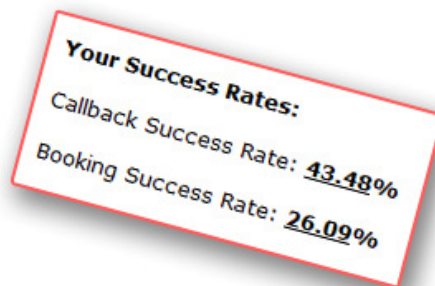 Your Success Rates:
Callback Success Rate: 43.48%
Booking Success Rate: 26.09%